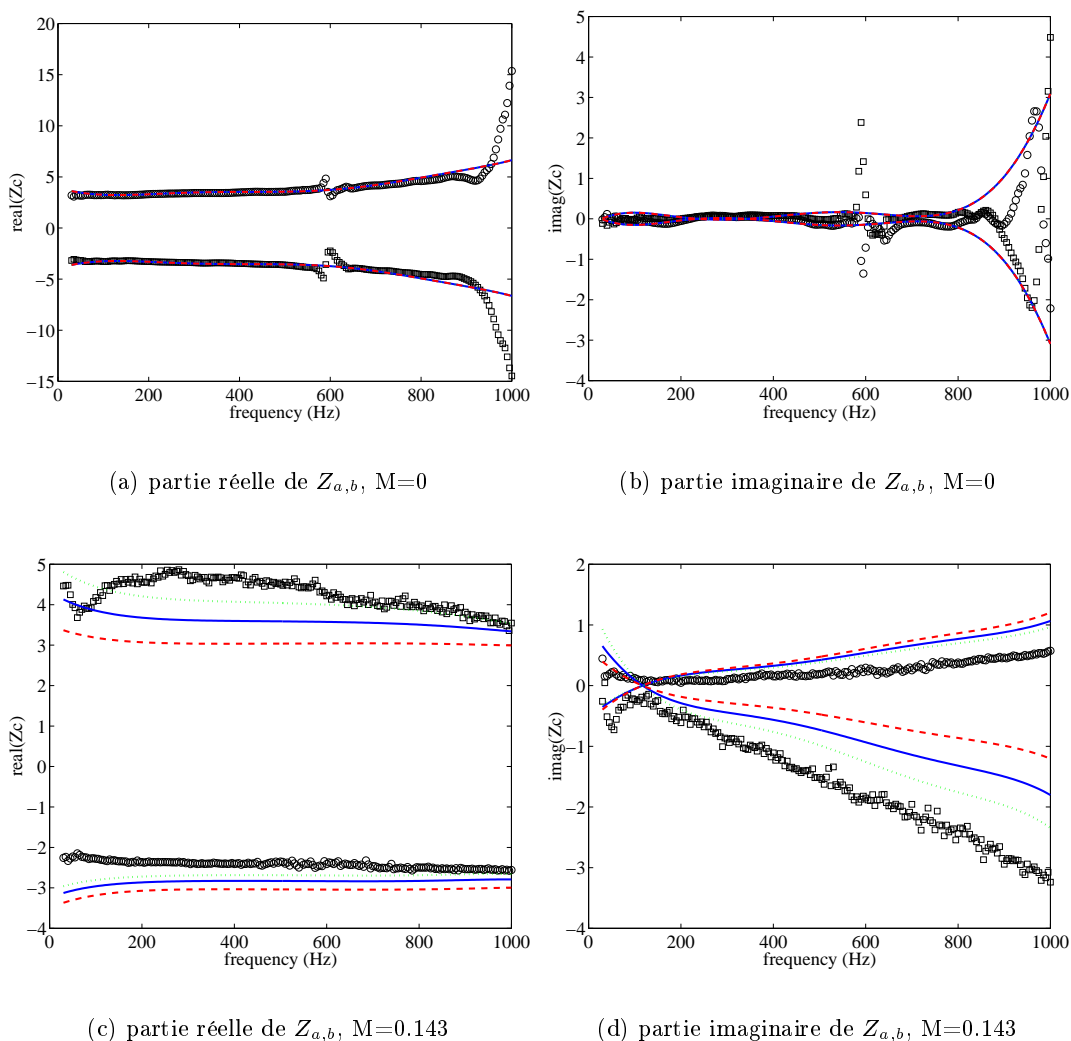 20
15
10
5
0
−5
−10
−15
real(Zc)
0 200 400 600 800 1000
frequency (Hz)
5
4
3
2
1
0
−1
−2
−3
−4
imag(Zc)
0 200 400 600 800 1000
frequency (Hz)
(a) partie réelle de Z_{a,b}, M=0
(b) partie imaginaire de Z_{a,b}, M=0
5
4
3
2
1
0
−1
−2
−3
−4
real(Zc)
0 200 400 600 800 1000
frequency (Hz)
2
1
0
−1
−2
−3
−4
imag(Zc)
0 200 400 600 800 1000
frequency (Hz)
(c) partie réelle de Z_{a,b}, M=0.143
(d) partie imaginaire de Z_{a,b}, M=0.143